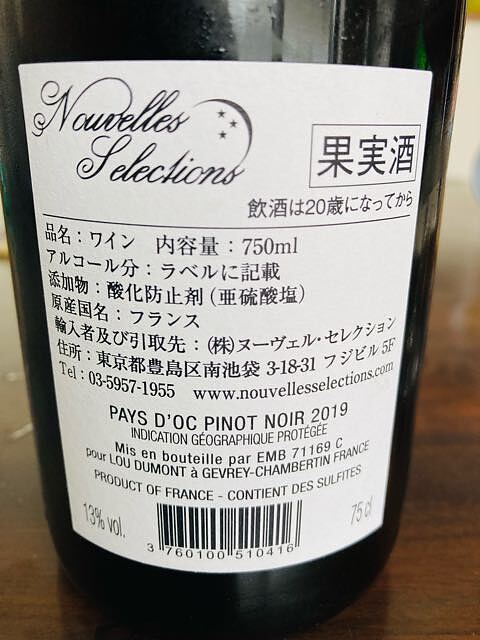 Nouvelles
Selections
果実酒
飲酒は20歳になってから
品名：ワイン　内容量：750ml
アルコール分：ラベルに記載
添加物：酸化防止剤（亜硫酸塩）
原産国名：フランス
輸入者及び引取先：(株)ヌーヴェル・セレクション
住所：東京都豊島区南池袋 3-18-31 フジビル 5F
Tel : 03-5957-1955　www.nouvellesselections.com
PAYS D'OC PINOT NOIR 2019
INDICATION GÉOGRAPHIQUE PROTÉGÉE
Mis en bouteille par EMB 71169 C
pour LOU DUMONT à GEVREY-CHAMBERTIN FRANCE
PRODUCT OF FRANCE - CONTIENT DES SULFITES
13% vol.
75 cl
3 760100 510416